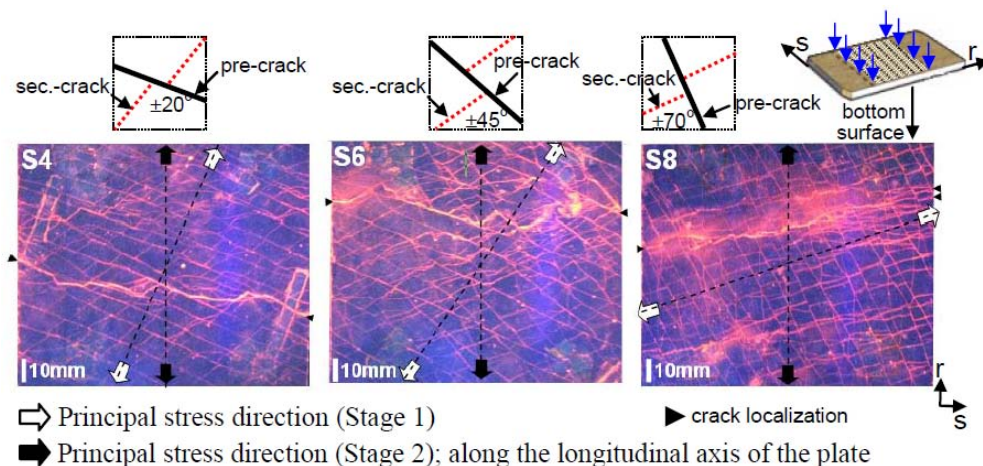 sec.-crack
pre-crack
±20°
sec.-crack
pre-crack
±45°
sec.-crack
pre-crack
±70°
s
r
bottom
surface
S4
S6
S8
10mm
10mm
10mm
r
s
Principal stress direction (Stage 1)
crack localization
Principal stress direction (Stage 2); along the longitudinal axis of the plate